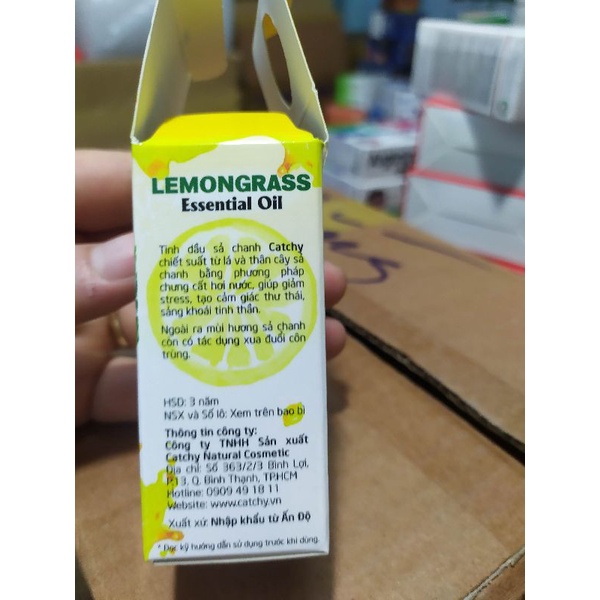 LEMONGRASS
Essential Oil
Tinh dầu sả chanh Catchy
chiết suất từ lá và thân cây sả
chanh bằng phương pháp
chưng cất hơi nước, giúp giảm
stress, tạo cảm giác thư thái,
sảng khoái tinh thần.
Ngoài ra mùi hương sả chanh
còn có tác dụng xua đuổi côn
trùng.
HSD: 3 năm
NSX và Số lô: Xem trên bao bì
Thông tin công ty:
Công ty TNHH Sản xuất
Catchy Natural Cosmetic
Địa chỉ: Số 363/2/3 Bình Lợi,
P.13, Q. Bình Thạnh, TP.HCM
Hotline: 0909 49 18 11
Website: www.catchy.vn
Xuất xứ: Nhập khẩu từ Ấn Độ
* Đọc kỹ hướng dẫn sử dụng trước khi dùng.